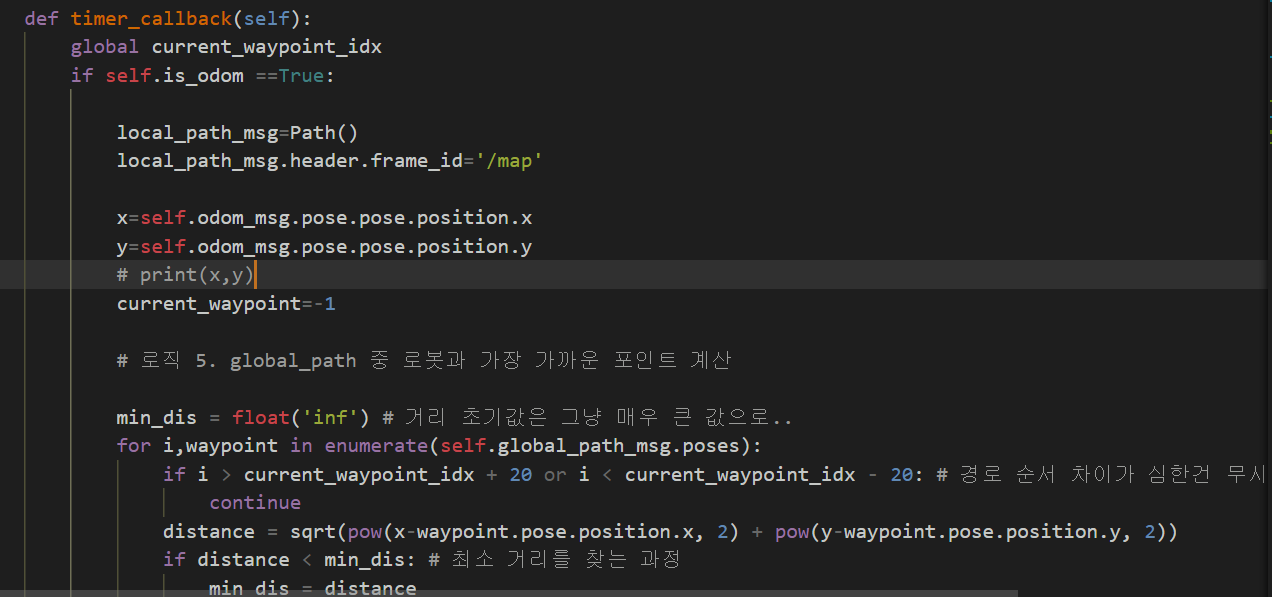 def timer_callback(self):
global current_waypoint_idx
if self.is_odom ==True:
local_path_msg=Path()
local_path_msg.header.frame_id='/map'
x=self.odom_msg.pose.pose.position.x
y=self.odom_msg.pose.pose.position.y
# print(x,y)
current_waypoint=-1
# 로직 5. global_path 중 로봇과 가장 가까운 포인트 계산
min_dis = float('inf') # 거리 초기값은 그냥 매우 큰 값으로..
for i,waypoint in enumerate(self.global_path_msg.poses):
if i > current_waypoint_idx + 20 or i < current_waypoint_idx - 20: # 경로 순서 차이가 심한건 무시
continue
distance = sqrt(pow(x-waypoint.pose.position.x, 2) + pow(y-waypoint.pose.position.y, 2))
if distance < min_dis: # 최소 거리를 찾는 과정
min_dis = distance